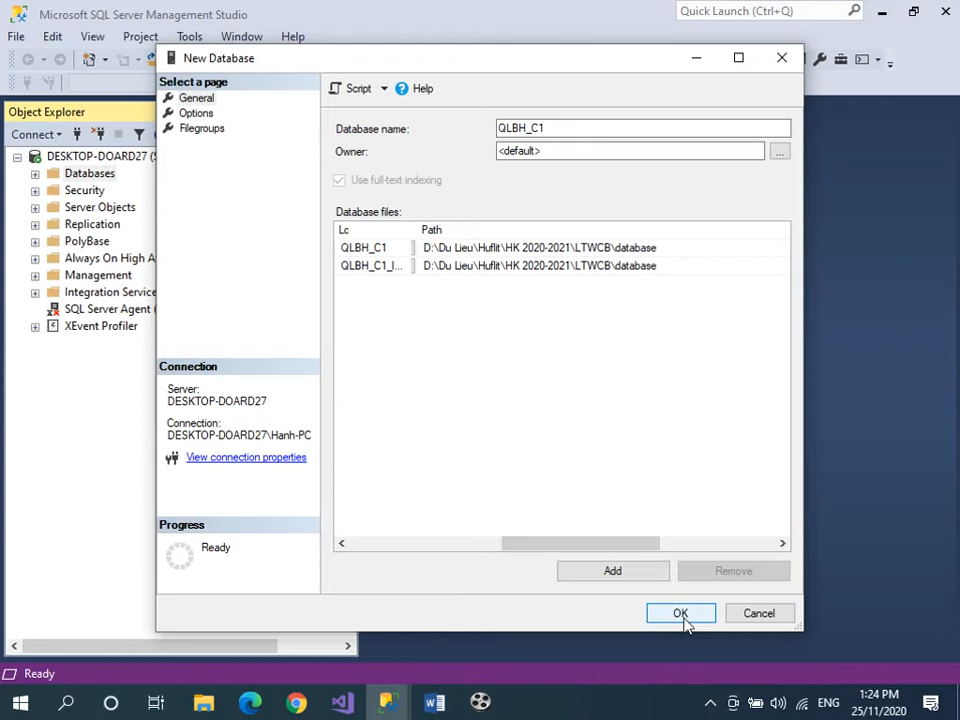 Microsoft SQL Server Management Studio
Quick Launch (Ctrl+Q)
File Edit View Project Tools Window Help
New Database
Object Explorer
Connect
DESKTOP-DOARD27 (S
Databases
Security
Server Objects
Replication
PolyBase
Always On High A
Management
Integration Service
SQL Server Agent (
XEvent Profiler
Select a page
General
Options
Filegroups
Connection
Server:
DESKTOP-DOARD27
Connection:
DESKTOP-DOARD27\Hanh-PC
View connection properties
Progress
Ready
Script Help
Database name: QLBH_C1
Owner: <default> ...
Use full-text indexing
Database files:
Lc Path
QLBH_C1 D:\Du Lieu\Huflit\HK 2020-2021\LTWCB\database
QLBH_C1_l... D:\Du Lieu\Huflit\HK 2020-2021\LTWCB\database
Add Remove
OK Cancel
Ready
ENG 1:24 PM
25/11/2020